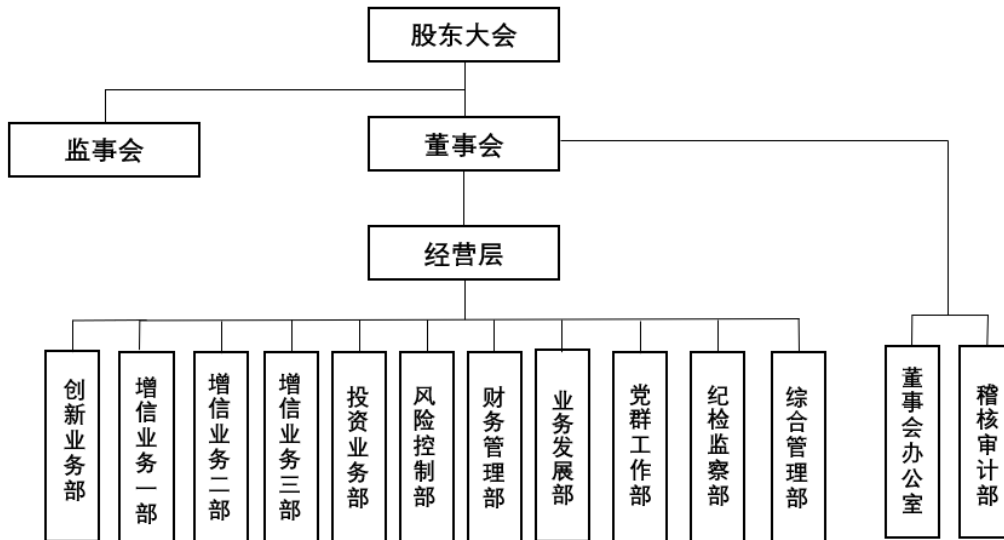 股东大会
监事会
董事会
经营层
创新业务部
增信业务一部
增信业务二部
增信业务三部
投资业务部
风险控制部
财务管理部
业务发展部
党群工作部
纪检监察部
综合管理部
董事会办公室
稽核审计部